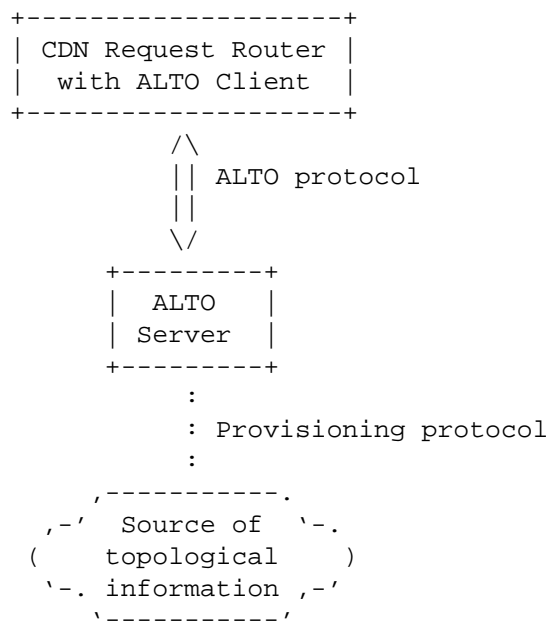 CDN Request Router
with ALTO Client
ALTO protocol
ALTO
Server
Provisioning protocol
Source of
topological
information